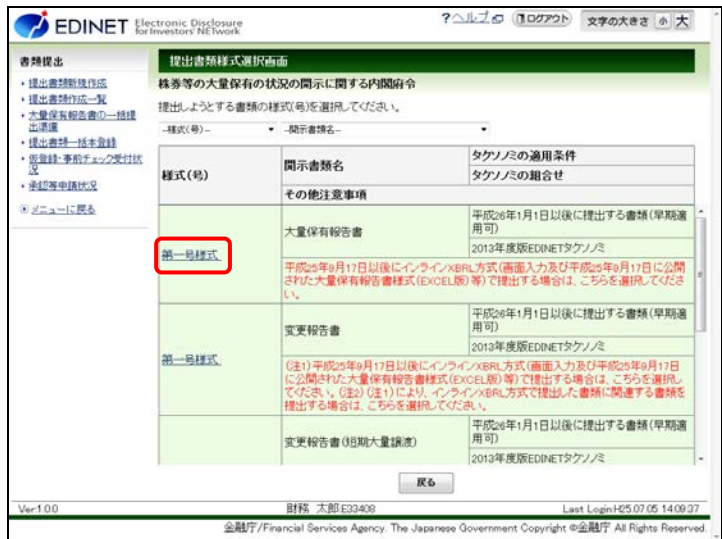 EDINET Electronic Disclosure
for Investors' NETwork
?ヘルプ ログアウト 文字の大きさ 小 大
書類提出
・提出書類新規作成
・提出書類作成一覧
・大量保有報告書の一括提
出準備
・提出書類一括本登録
・仮登録・事前チェック受付状
況
・承認等申請状況
メニューに戻る
提出書類様式選択画面
株券等の大量保有の状況の開示に関する内閣府令
提出しようとする書類の様式(号)を選択してください。
-様式(号)-
-開示書類名-
様式(号)
開示書類名
タクソノミの適用条件
タクソノミの組合せ
その他注意事項
第一号様式
大量保有報告書
平成26年1月1日以後に提出する書類(早期適
用可)
2013年度版EDINETタクソノミ
平成25年9月17日以後にインラインXBRL方式(画面入力及び平成25年9月17日に公開
された大量保有報告書様式(EXCEL版)等)で提出する場合は、こちらを選択してくださ
い。
第一号様式
変更報告書
平成26年1月1日以後に提出する書類(早期適
用可)
2013年度版EDINETタクソノミ
(注1)平成25年9月17日以後にインラインXBRL方式(画面入力及び平成25年9月17日
に公開された大量保有報告書様式(EXCEL版)等)で提出する場合は、こちらを選択し
てください。(注2)(注1)により、インラインXBRL方式で提出した書類に関連する書類を
提出する場合は、こちらを選択してください。
変更報告書(短期大量譲渡)
平成26年1月1日以後に提出する書類(早期適
用可)
2013年度版EDINETタクソノミ
戻る
Ver1.0.0
財務 太郎:E33408
Last Login:H25.07.05 14:09:37
金融庁/Financial Services Agency. The Japanese Government Copyright ©金融庁 All Rights Reserved.